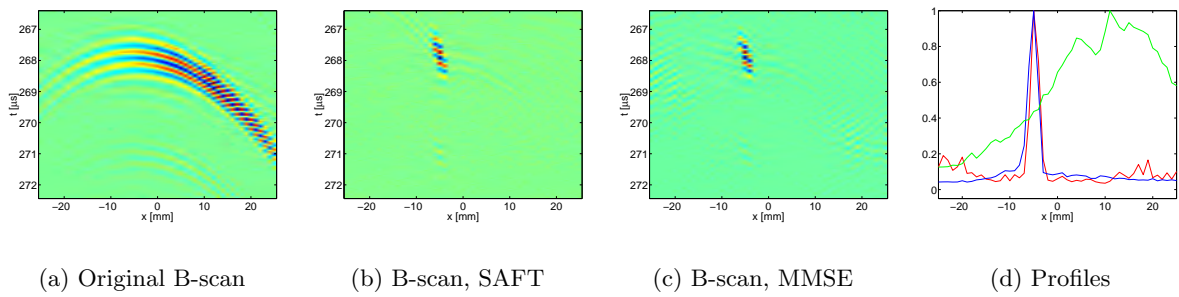 267
268
269
270
271
272
t [µs]
−20 −10 0 10 20
x [mm]
267
268
269
270
271
272
t [µs]
−20 −10 0 10 20
x [mm]
267
268
269
270
271
272
t [µs]
−20 −10 0 10 20
x [mm]
1
0.8
0.6
0.4
0.2
0
−20 −10 0 10 20
x [mm]
(a) Original B-scan
(b) B-scan, SAFT
(c) B-scan, MMSE
(d) Profiles